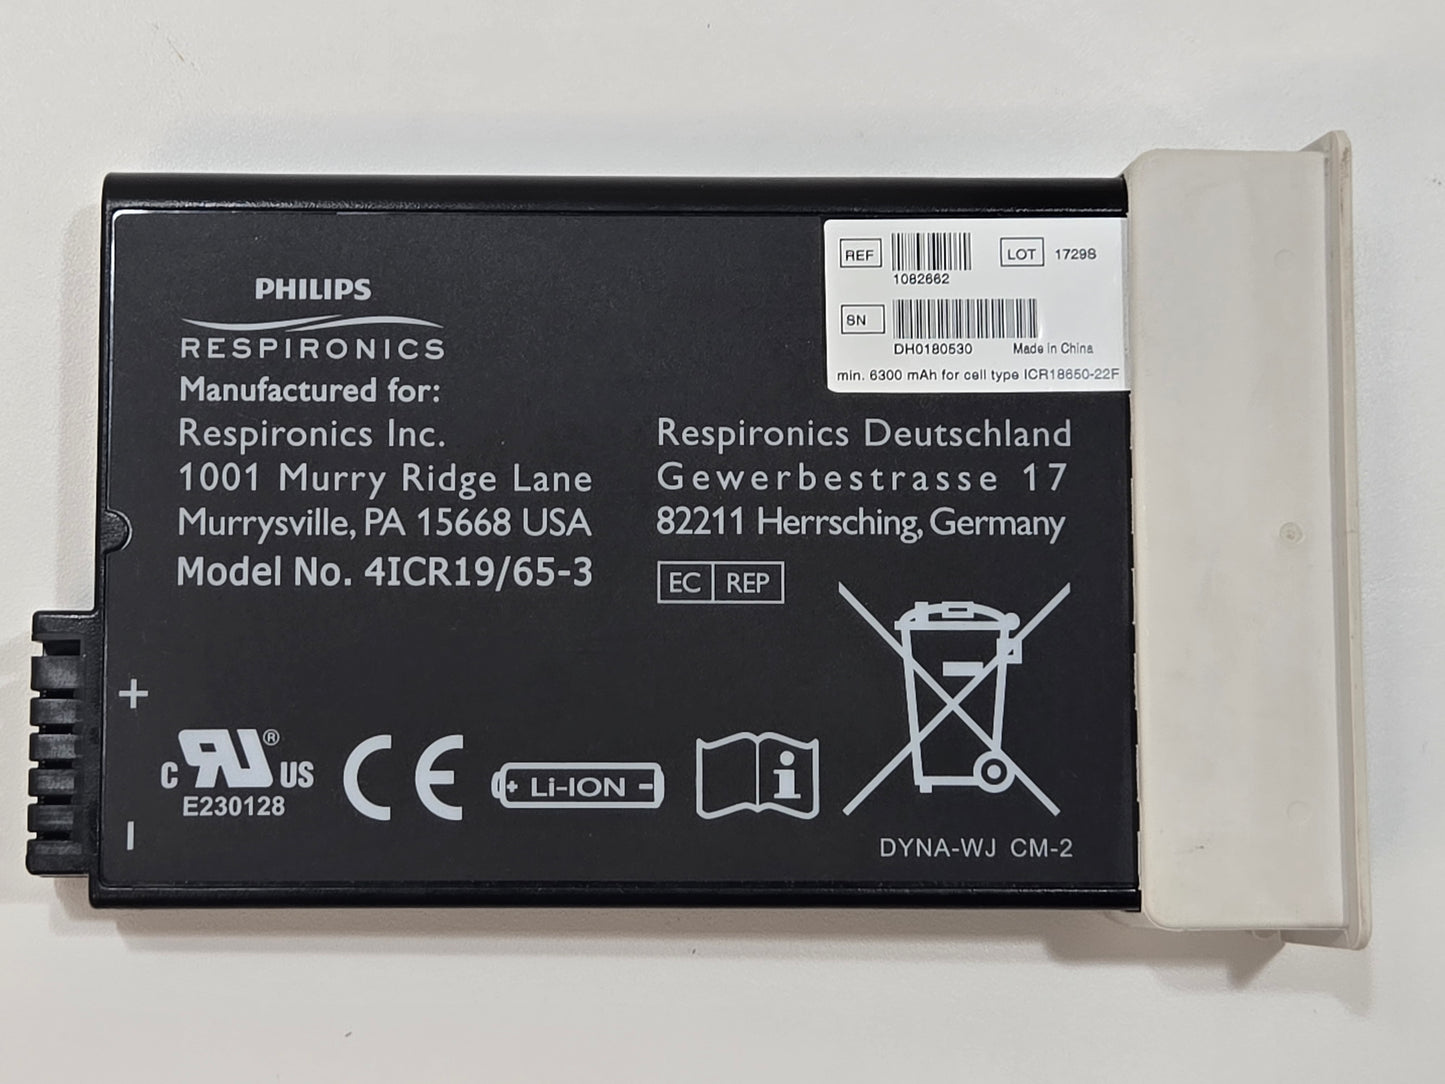 PHILIPS
RESPIRONICS
Manufactured for:
Respironics Inc.
1001 Murry Ridge Lane
Murrysville, PA 15668 USA
Model No. 4ICR19/65-3
REF
1082662
LOT 1729S
SN
DH0180530 Made in China
min. 6300 mAh for cell type ICR18650-22F
Respironics Deutschland
Gewerbestrasse 17
82211 Herrsching, Germany
EC REP
+
-
c RU ® US
E230128
CE
+ Li-ION -
i
DYNA-WJ CM-2